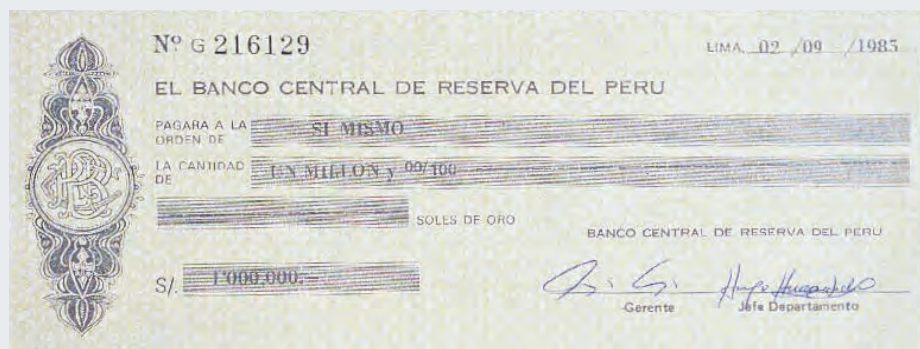 Nº G 216129
LIMA, 02 /09 /1985
EL BANCO CENTRAL DE RESERVA DEL PERU
PAGARA A LA ORDEN DE SI MISMO
LA CANTIDAD DE UN MILLON y 00/100
SOLES DE ORO
BANCO CENTRAL DE RESERVA DEL PERU
S/. 1'000,000.—
Gerente
Jefe Departamento